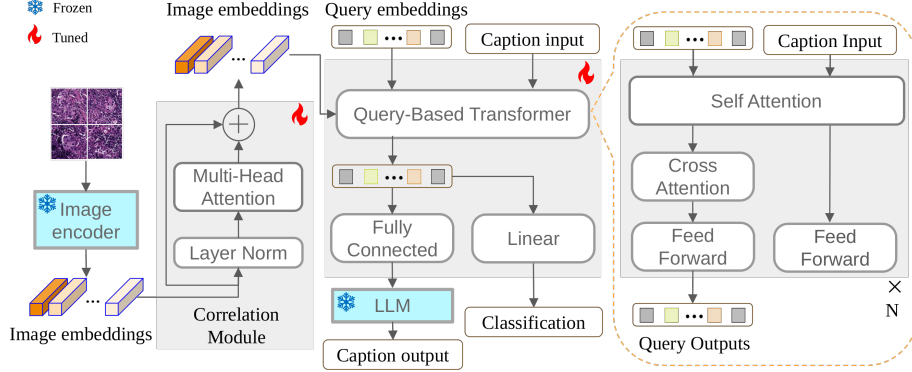 Frozen
Tuned
Image embeddings
Query embeddings
Caption input
Caption Input
Query-Based Transformer
Self Attention
Multi-Head
Attention
Cross
Attention
Image
encoder
Layer Norm
Fully
Connected
Linear
Feed
Forward
Feed
Forward
LLM
Image embeddings
Correlation
Module
Classification
Caption output
Query Outputs
×
N